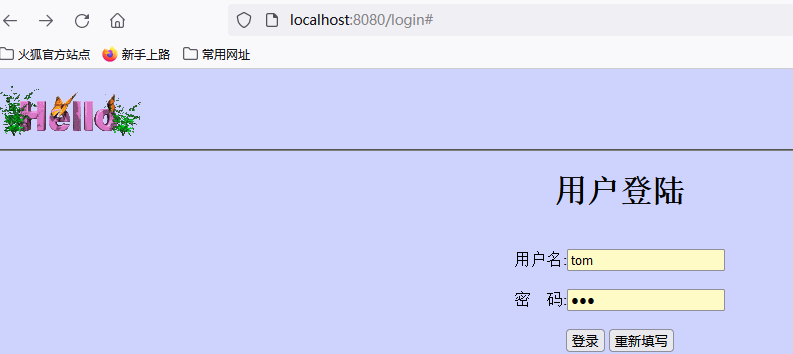 localhost:8080/login#
火狐官方站点 新手上路 常用网址
Hello
用户登陆
用户名: tom
密 码: ●●●
登录 重新填写